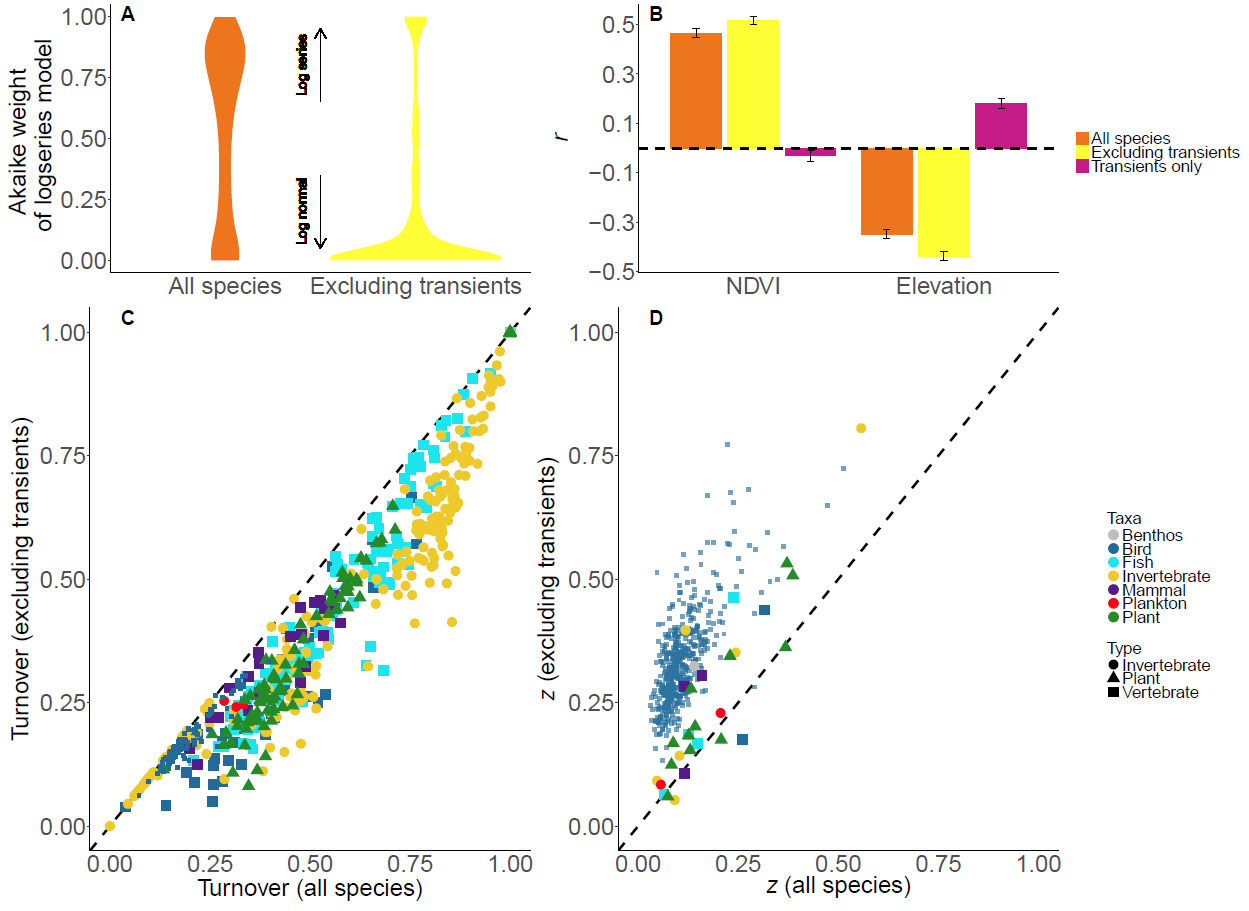 A
1.00
0.75
0.50
0.25
0.00
Akaike weight
of logseries model
Log series
Log normal
All species
Excluding transients
B
0.5
0.3
0.1
−0.1
−0.3
−0.5
r
NDVI
Elevation
All species
Excluding transients
Transients only
C
1.00
0.75
0.50
0.25
0.00
Turnover (excluding transients)
0.00 0.25 0.50 0.75 1.00
Turnover (all species)
D
1.00
0.75
0.50
0.25
0.00
z (excluding transients)
0.00 0.25 0.50 0.75 1.00
z (all species)
Taxa
Benthos
Bird
Fish
Invertebrate
Mammal
Plankton
Plant
Type
Invertebrate
Plant
Vertebrate